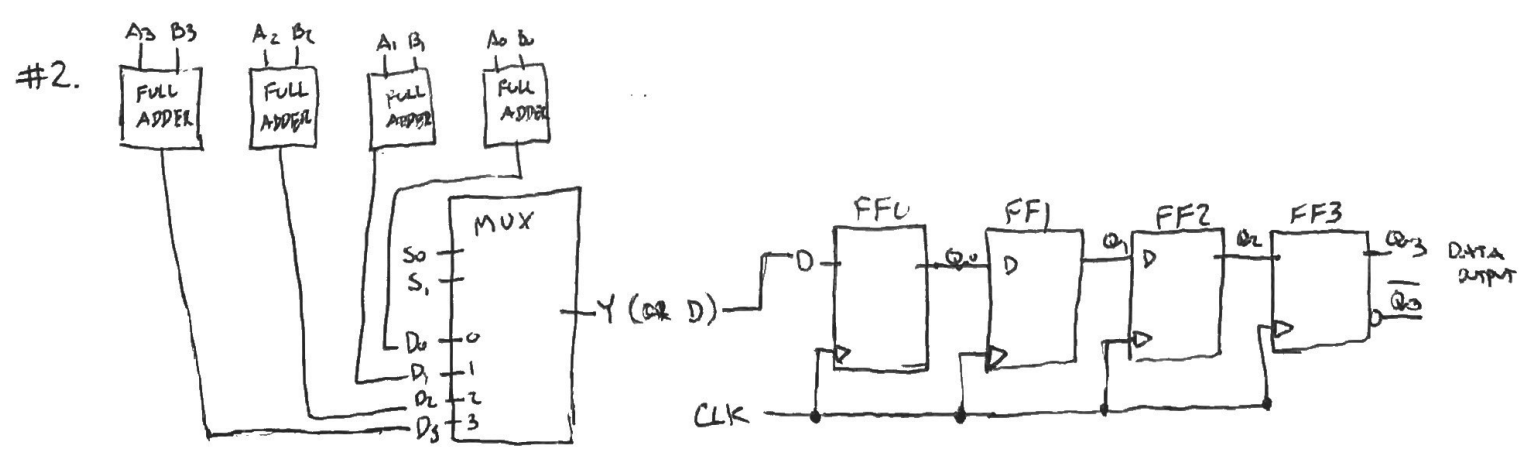 #2.
A3 B3
A2 B2
A1 B1
A0 B0
FULL ADDER
FULL ADDER
FULL ADDER
FULL ADDER
MUX
S0
S1
D0 0
D1 1
D2 2
D3 3
Y (OR D)
D
FF0
FF1
FF2
FF3
Q0
D
Q1
D
Q2
Q3
DATA
OUTPUT
Q3
CLK